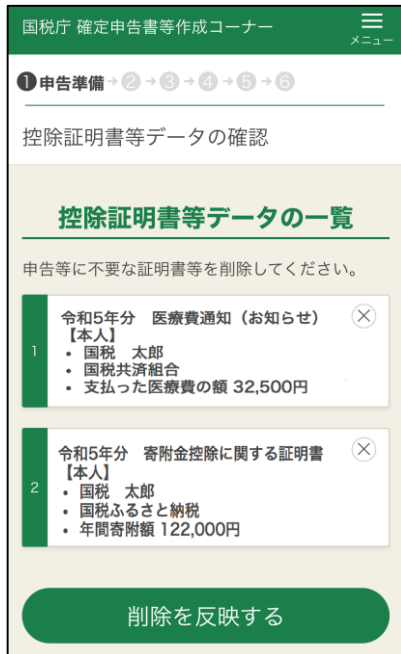 国税庁 確定申告書等作成コーナー
メニュー
❶申告準備→②→③→④→⑤→⑥
控除証明書等データの確認
控除証明書等データの一覧
申告等に不要な証明書等を削除してください。
1
令和5年分　医療費通知（お知らせ）
【本人】
・ 国税　太郎
・ 国税共済組合
・ 支払った医療費の額 32,500円
2
令和5年分　寄附金控除に関する証明書
【本人】
・ 国税　太郎
・ 国税ふるさと納税
・ 年間寄附額 122,000円
削除を反映する